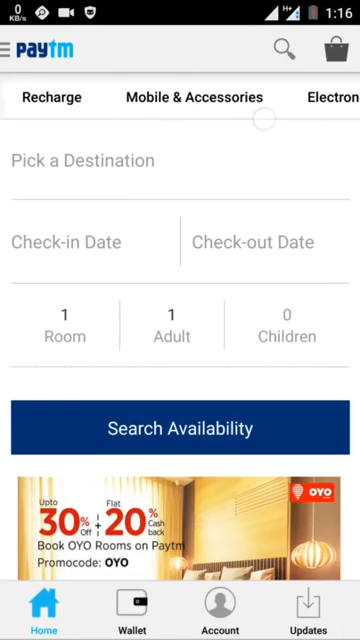 0
KB/s
H+
1:16
paytm
Recharge
Mobile & Accessories
Electron
Pick a Destination
Check-in Date
Check-out Date
1
1
0
Room
Adult
Children
Search Availability
OYO
Upto
Flat
30% Off + 20% Cash back
Book OYO Rooms on Paytm
Promocode: OYO
Home
Wallet
Account
Updates